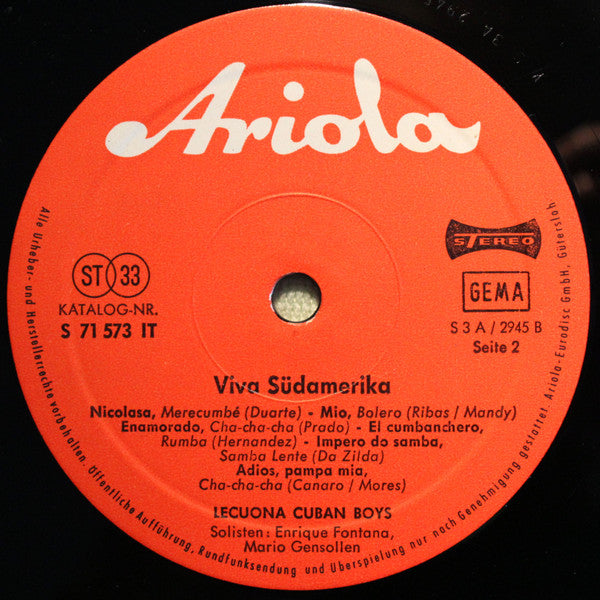 Ariola
ST 33
KATALOG-NR.
S 71 573 IT
STEREO
GEMA
S 3 A / 2945 B
Seite 2
Viva Südamerika
Nicolasa, Merecumbé (Duarte) - Mio, Bolero (Ribas / Mandy)
Enamorado, Cha-cha-cha (Prado) - El cumbanchero,
Rumba (Hernandez) - Impero do samba,
Samba Lente (Da Zilda)
Adios, pampa mia,
Cha-cha-cha (Canaro / Mores)
LECUONA CUBAN BOYS
Solisten: Enrique Fontana,
Mario Gensollen
Alle Urheber- und Herstellerrechte vorbehalten. Öffentliche Aufführung, Rundfunksendung und Überspielung nur nach Genehmigung gestattet. Ariola-Eurodisc GmbH, Gütersloh